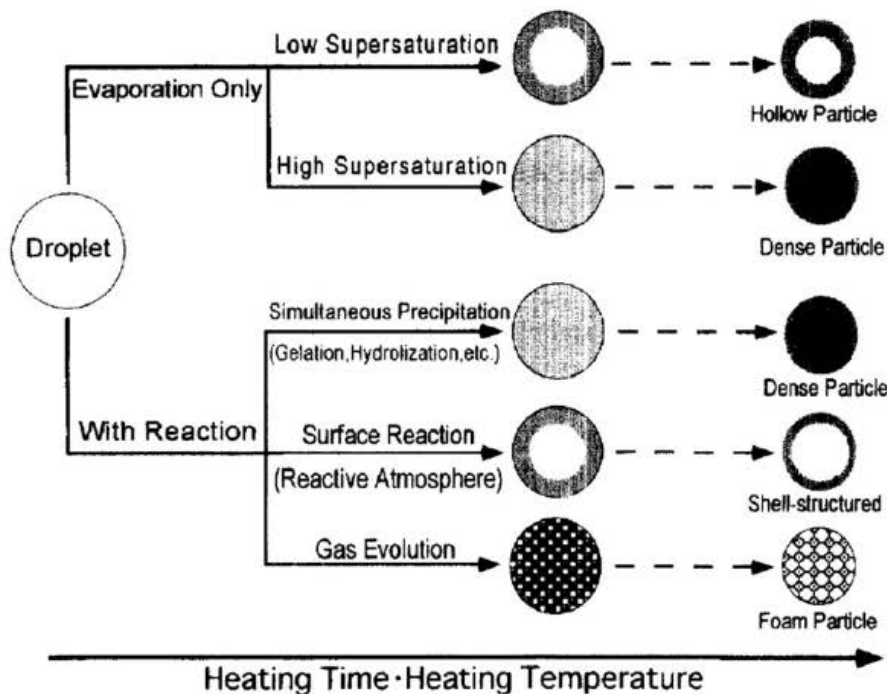 Low Supersaturation
Evaporation Only
Hollow Particle
High Supersaturation
Droplet
Dense Particle
Simultaneous Precipitation
(Gelation,Hydrolization,etc.)
Dense Particle
With Reaction
Surface Reaction
(Reactive Atmosphere)
Shell-structured
Gas Evolution
Foam Particle
Heating Time·Heating Temperature